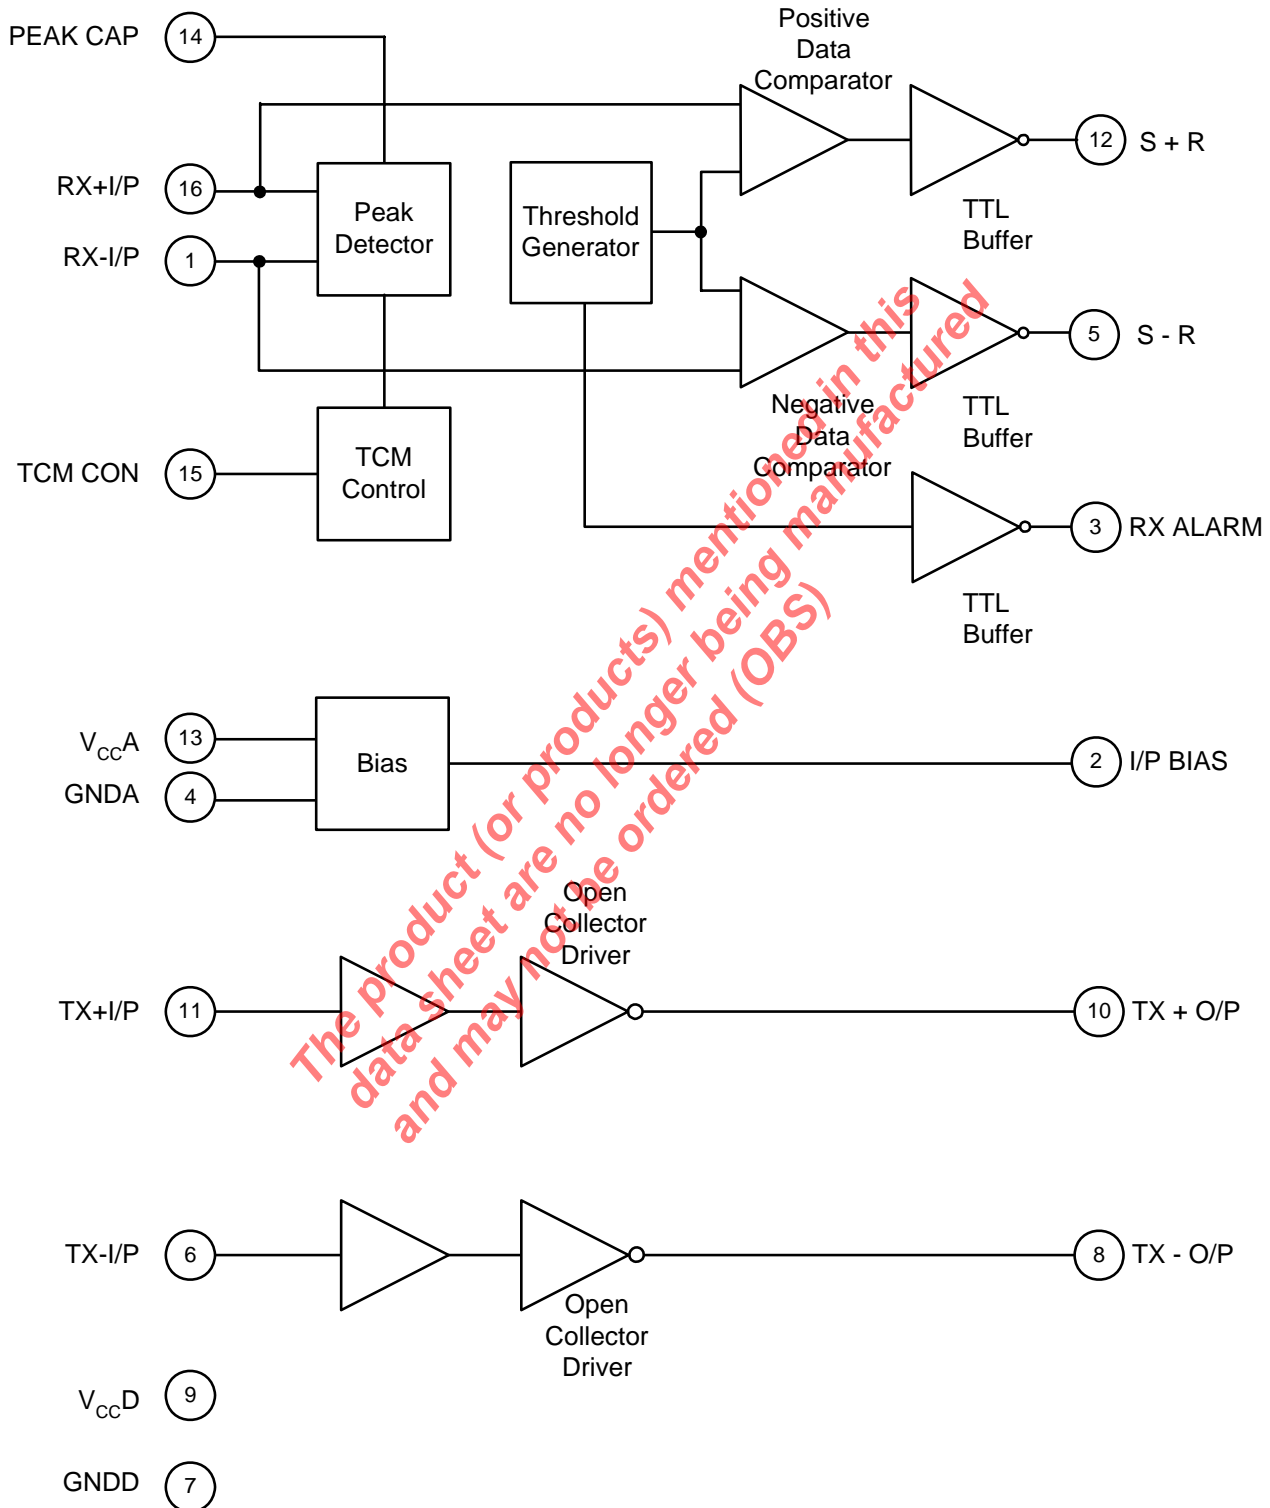 PEAK CAP 14
Positive
Data
Comparator
RX+I/P 16
RX-I/P 1
Peak
Detector
Threshold
Generator
12 S + R
TTL
Buffer
5 S - R
Negative
Data
Comparator
TTL
Buffer
TCM CON 15
TCM
Control
3 RX ALARM
TTL
Buffer
VCCA 13
GNDA 4
Bias
2 I/P BIAS
Open
Collector
Driver
TX+I/P 11
10 TX + O/P
TX-I/P 6
8 TX - O/P
Open
Collector
Driver
VCCD 9
GNDD 7
The product (or products) mentioned in this
data sheet are no longer being manufactured
and may not be ordered (OBS)